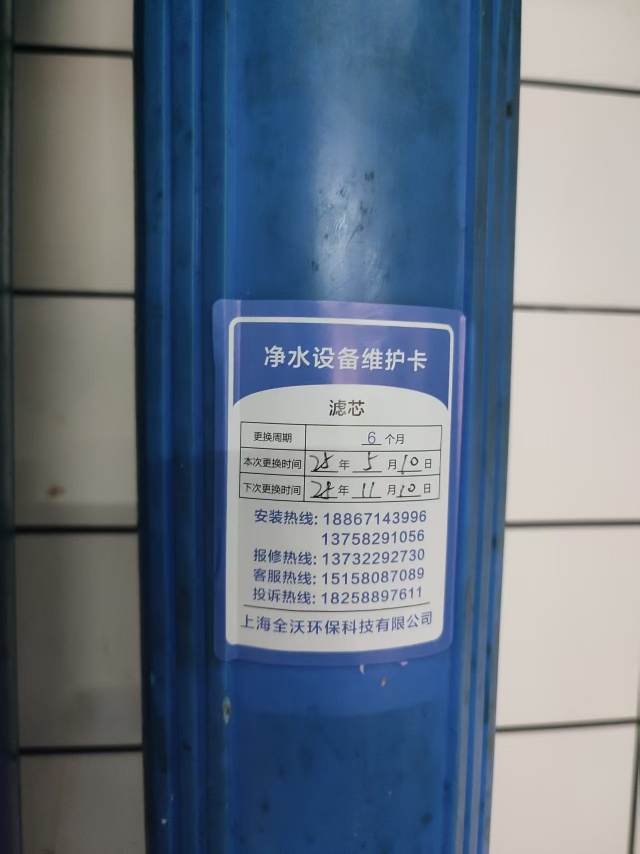 净水设备维护卡
滤芯
更换周期 6 个月
本次更换时间 25 年 5 月 10 日
下次更换时间 25 年 11 月 10 日
安装热线: 18867143996
13758291056
报修热线: 13732292730
客服热线: 15158087089
投诉热线: 18258897611
上海全沃环保科技有限公司